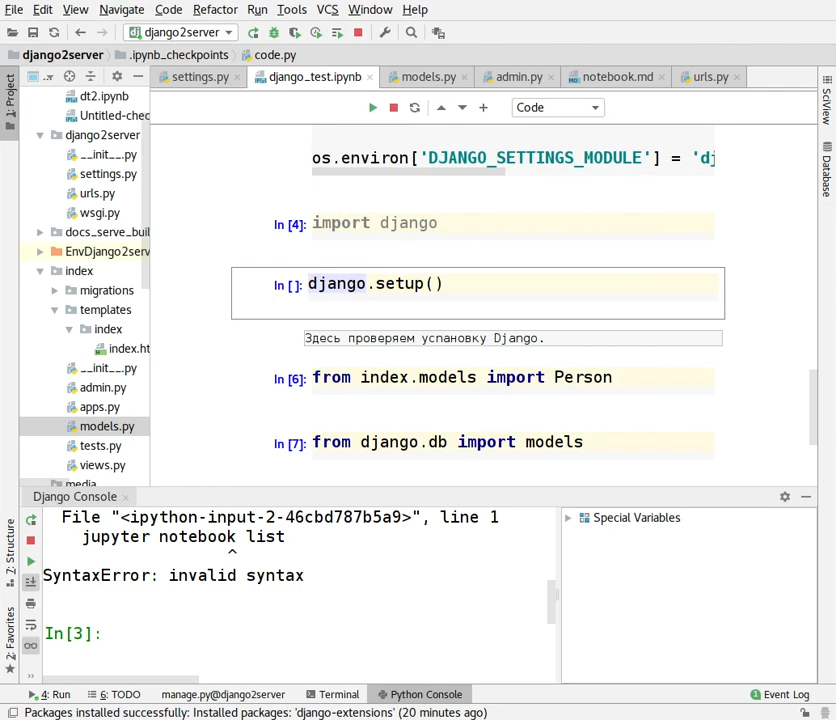 File Edit View Navigate Code Refactor Run Tools VCS Window Help
django2server
django2server .ipynb_checkpoints code.py
1: Project
settings.py django_test.ipynb models.py admin.py notebook.md urls.py
dt2.ipynb
Untitled-chec
django2server
__init__.py
settings.py
urls.py
wsgi.py
docs_serve_buil
EnvDjango2serv
index
migrations
templates
index
index.ht
__init__.py
admin.py
apps.py
models.py
tests.py
views.py
media
Code
os.environ['DJANGO_SETTINGS_MODULE'] = 'dj
In [4]: import django
In [ ]: django.setup()
Здесь проверяем успановку Django.
In [6]: from index.models import Person
In [7]: from django.db import models
SciView
Database
Django Console
File "<ipython-input-2-46cbd787b5a9>", line 1
jupyter notebook list
^
SyntaxError: invalid syntax
In[3]:
Special Variables
7: Structure
2: Favorites
4: Run 6: TODO manage.py@django2server Terminal Python Console 1 Event Log
Packages installed successfully: Installed packages: 'django-extensions' (20 minutes ago)